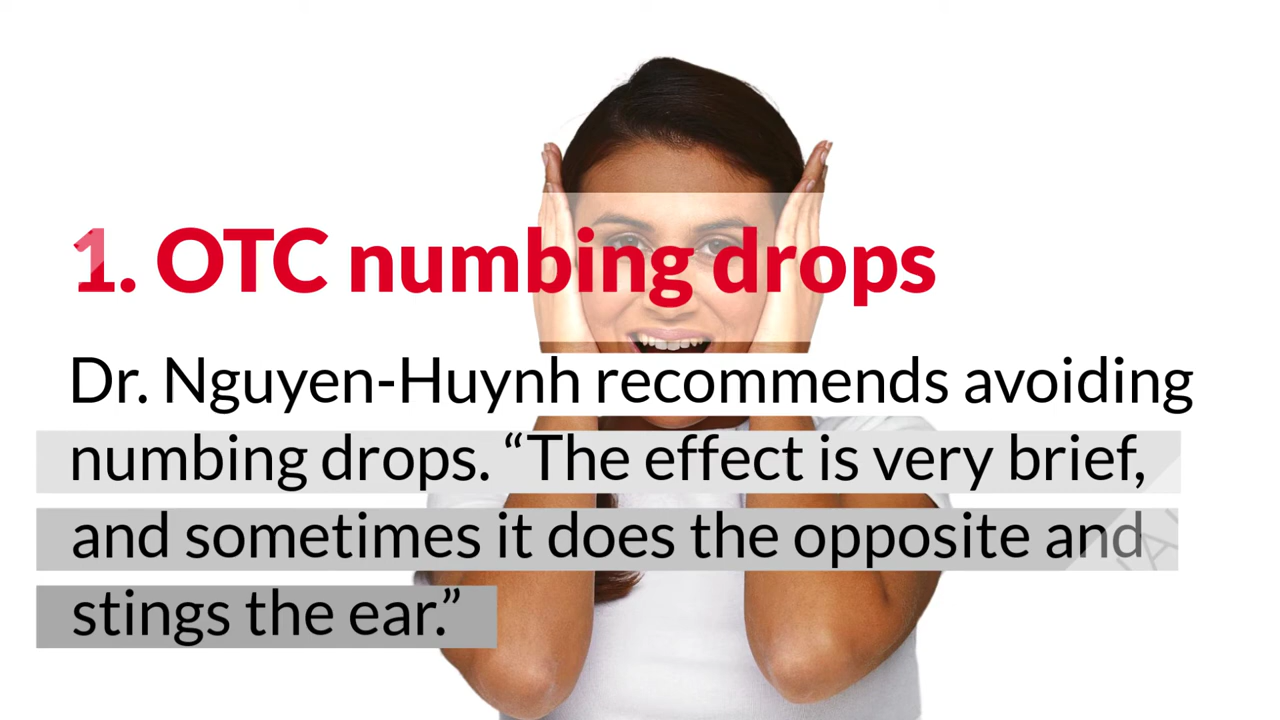 1. OTC numbing drops
Dr. Nguyen-Huynh recommends avoiding
numbing drops. “The effect is very brief,
and sometimes it does the opposite and
stings the ear.”